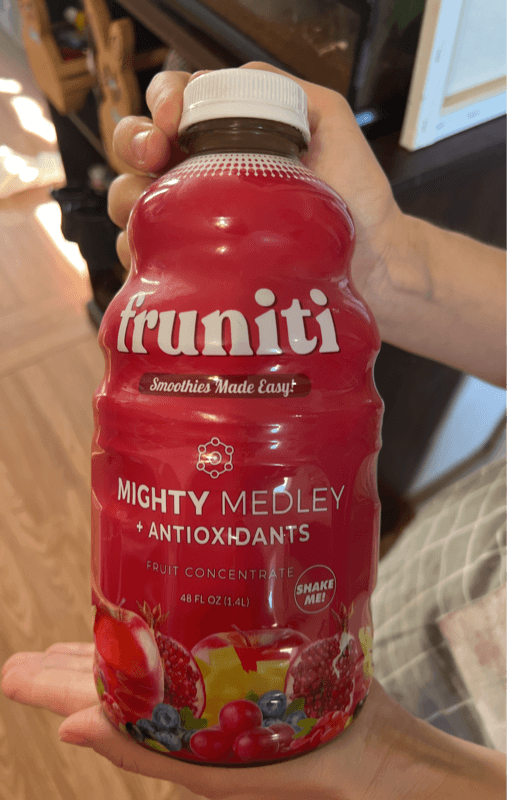 fruniti
Smoothies Made Easy!
MIGHTY MEDLEY
+ ANTIOXIDANTS
FRUIT CONCENTRATE
48 FL OZ (1.4L)
SHAKE
ME!